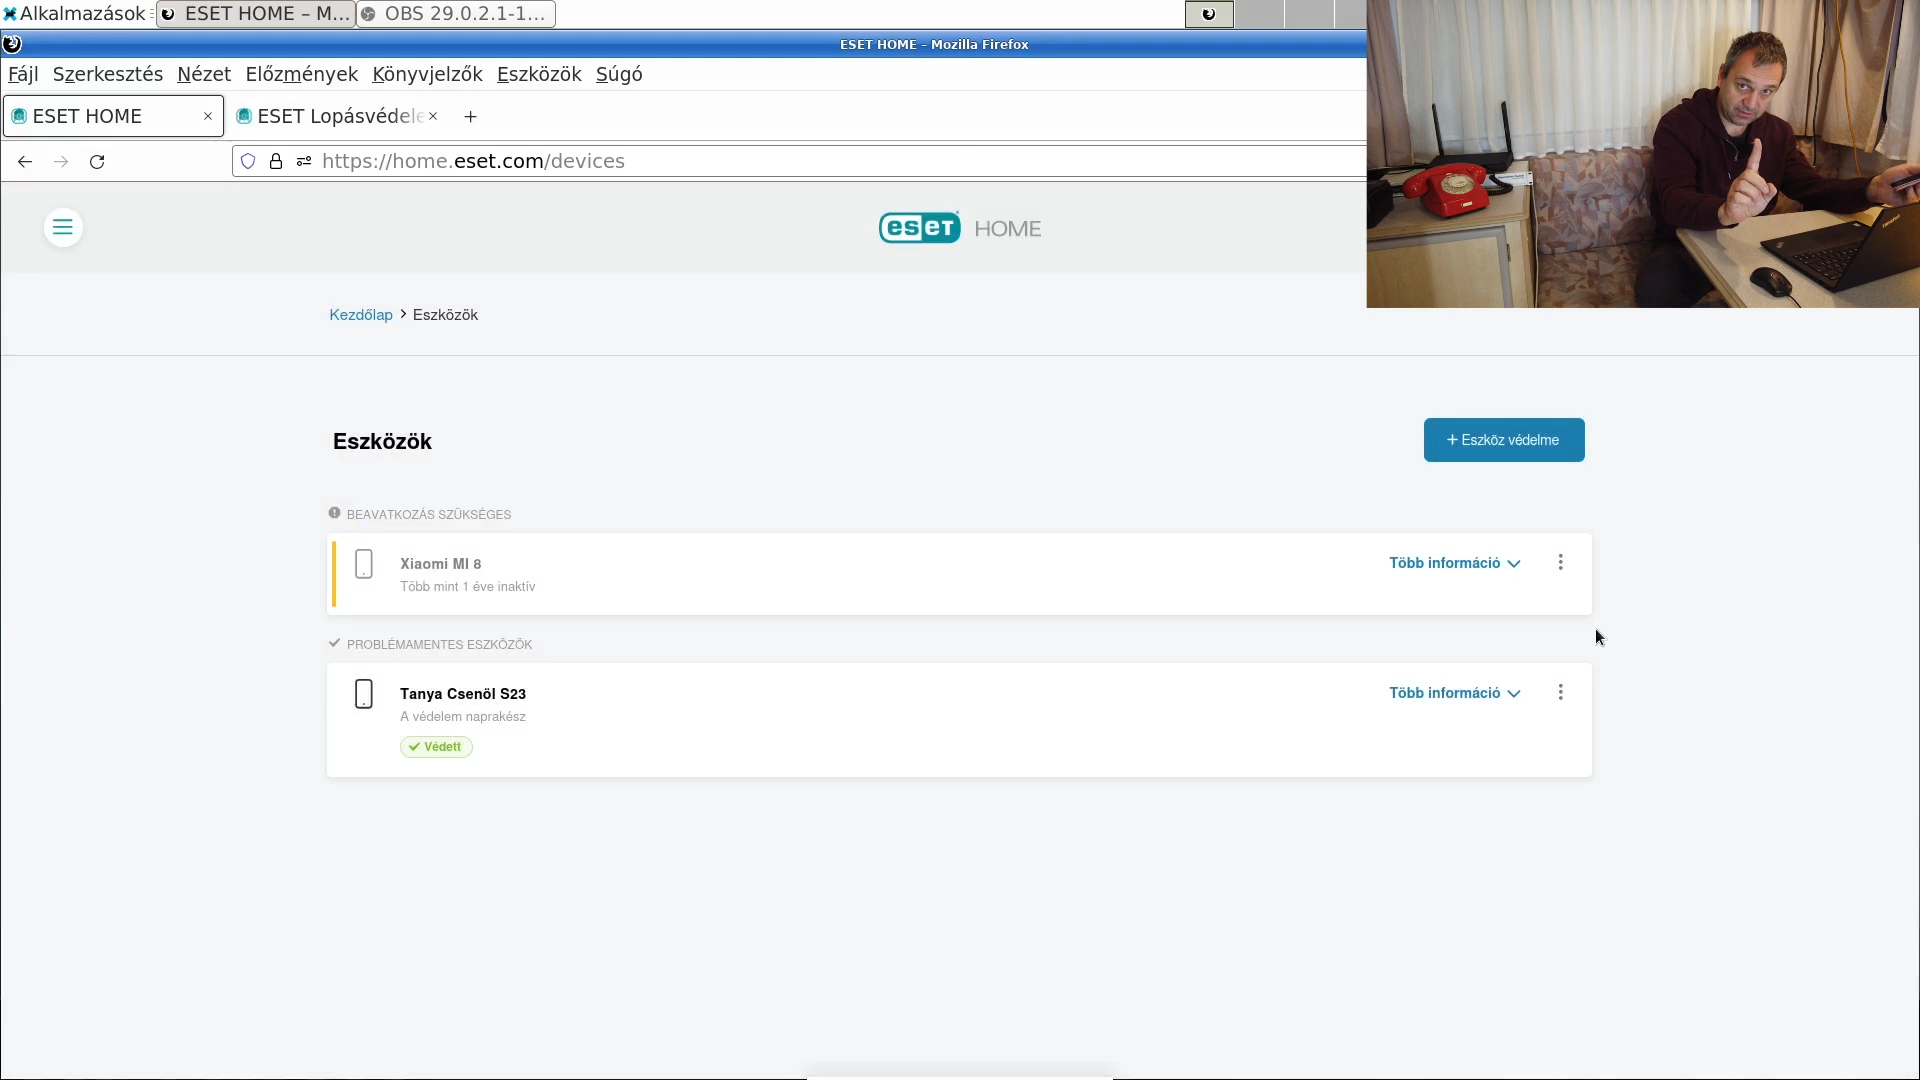 Alkalmazások
ESET HOME – M...
OBS 29.0.2.1-1...
ESET HOME – Mozilla Firefox
Fájl Szerkesztés Nézet Előzmények Könyvjelzők Eszközök Súgó
ESET HOME
ESET Lopásvédele
https://home.eset.com/devices
eset HOME
Kezdőlap > Eszközök
Eszközök
+ Eszköz védelme
BEAVATKOZÁS SZÜKSÉGES
Xiaomi MI 8
Több információ
Több mint 1 éve inaktív
PROBLÉMAMENTES ESZKÖZÖK
Tanya Csenöl S23
Több információ
A védelem naprakész
Védett